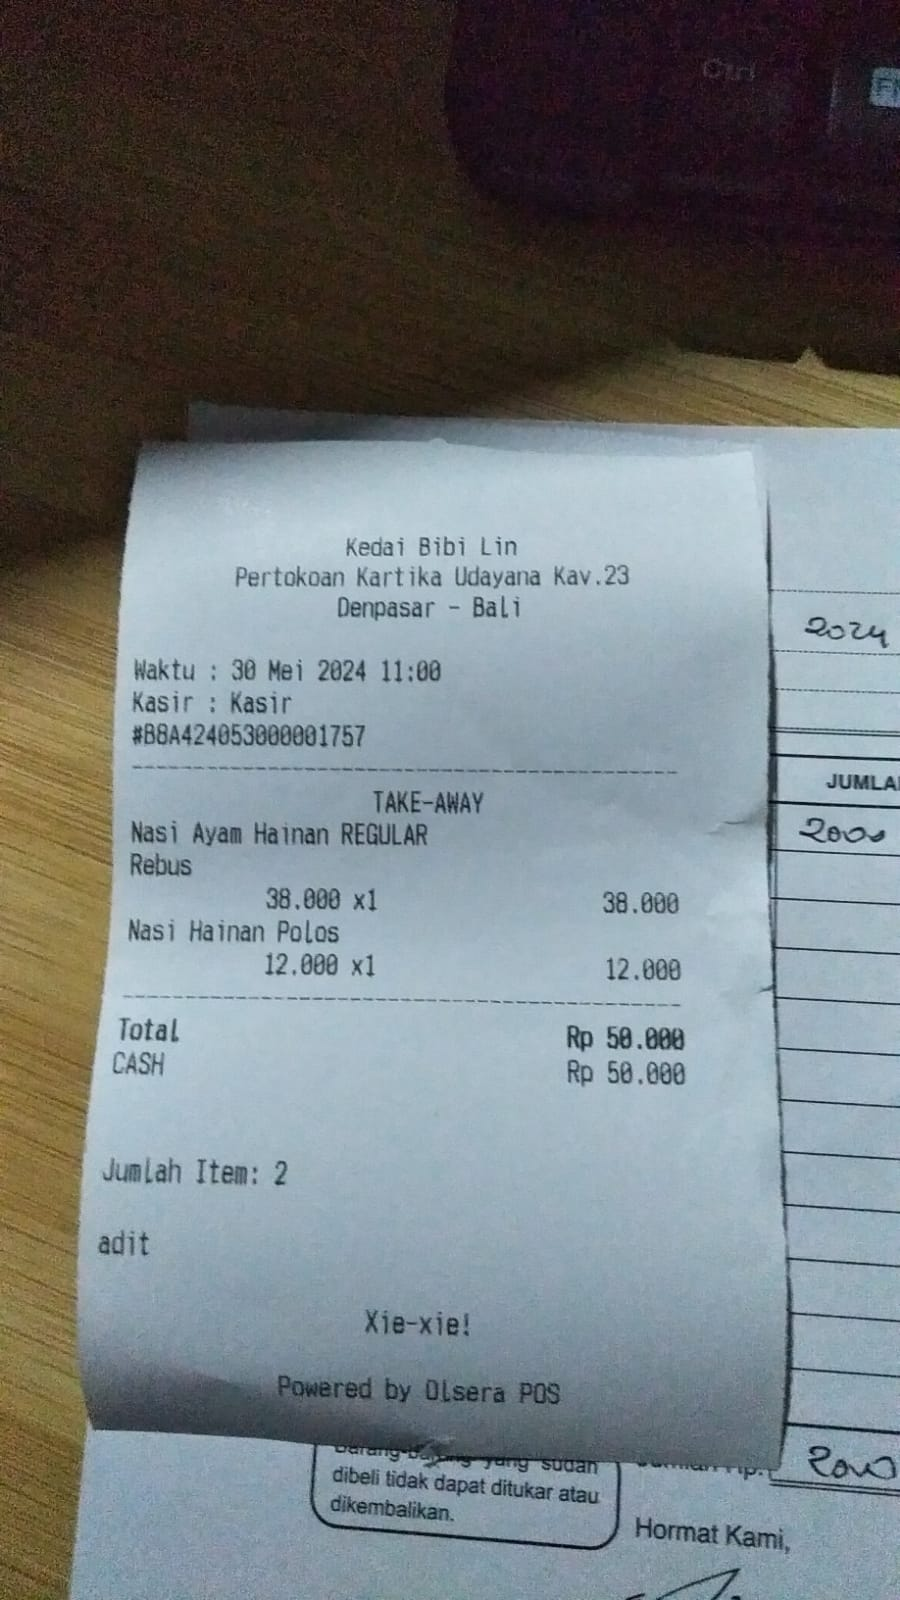 Ctrl
Kedai Bibi Lin
Pertokoan Kartika Udayana Kav.23
Denpasar - Bali
Waktu : 30 Mei 2024 11:00
Kasir : Kasir
#B8A424053000001757
TAKE-AWAY
Nasi Ayam Hainan REGULAR
Rebus
38.000 x1 38.000
Nasi Hainan Polos
12.000 x1 12.000
Total Rp 50.000
CASH Rp 50.000
Jumlah Item: 2
adit
Xie-xie!
Powered by Olsera POS
2024
JUMLA
2000
yang sudah
dibeli tidak dapat ditukar atau
dikembalikan.
2000
Hormat Kami,